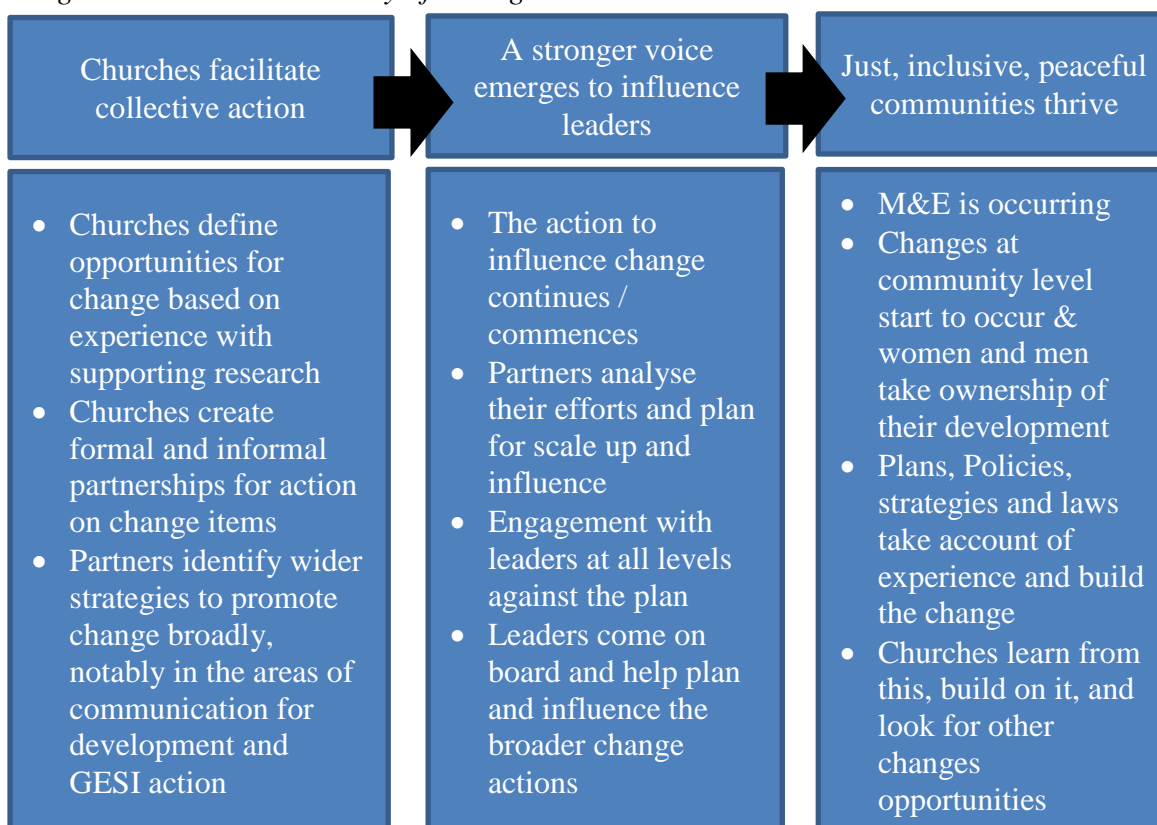 Churches facilitate
collective action
A stronger voice
emerges to influence
leaders
Just, inclusive, peaceful
communities thrive
• Churches define
opportunities for
change based on
experience with
supporting research
• Churches create
formal and informal
partnerships for action
on change items
• Partners identify wider
strategies to promote
change broadly,
notably in the areas of
communication for
development and
GESI action
• The action to
influence change
continues /
commences
• Partners analyse
their efforts and plan
for scale up and
influence
• Engagement with
leaders at all levels
against the plan
• Leaders come on
board and help plan
and influence the
broader change
actions
• M&E is occurring
• Changes at
community level
start to occur &
women and men
take ownership of
their development
• Plans, Policies,
strategies and laws
take account of
experience and build
the change
• Churches learn from
this, build on it, and
look for other
changes
opportunities